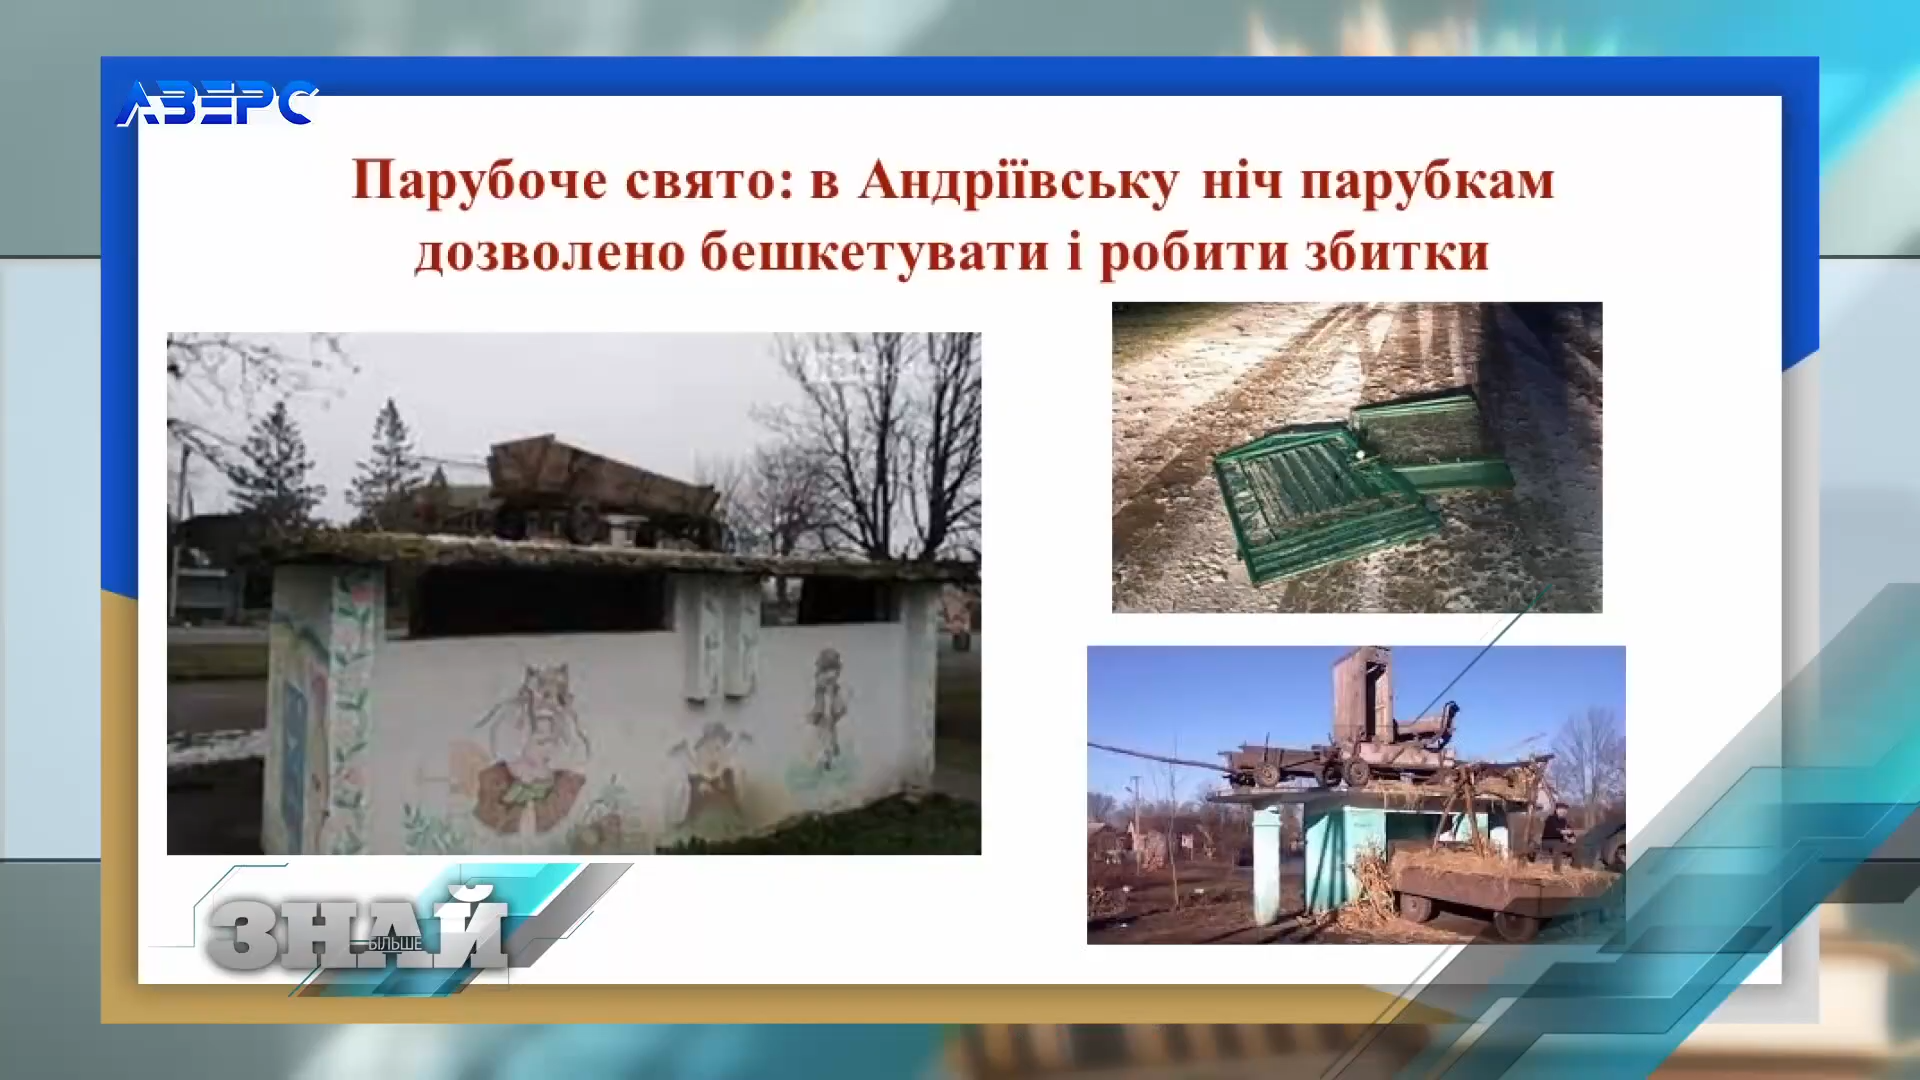 АВЕРС
Парубоче свято: в Андріївську ніч парубкам
дозволено бешкетувати і робити збитки
ЗНАЙ
БІЛЬШЕ